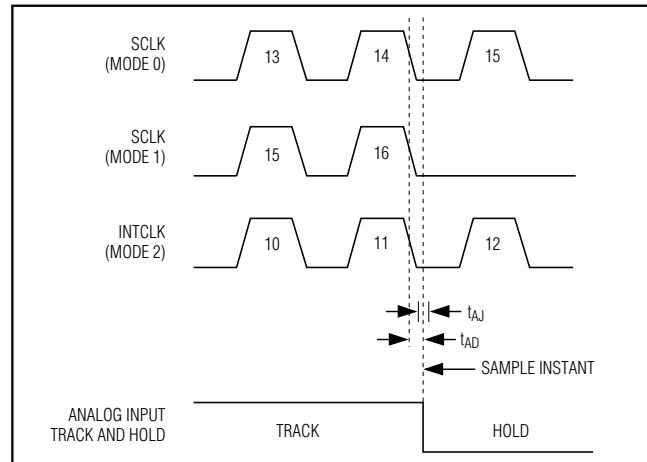 SCLK
(MODE 0)
13
14
15
SCLK
(MODE 1)
15
16
INTCLK
(MODE 2)
10
11
12
tAJ
tAD
SAMPLE INSTANT
ANALOG INPUT
TRACK AND HOLD
TRACK
HOLD